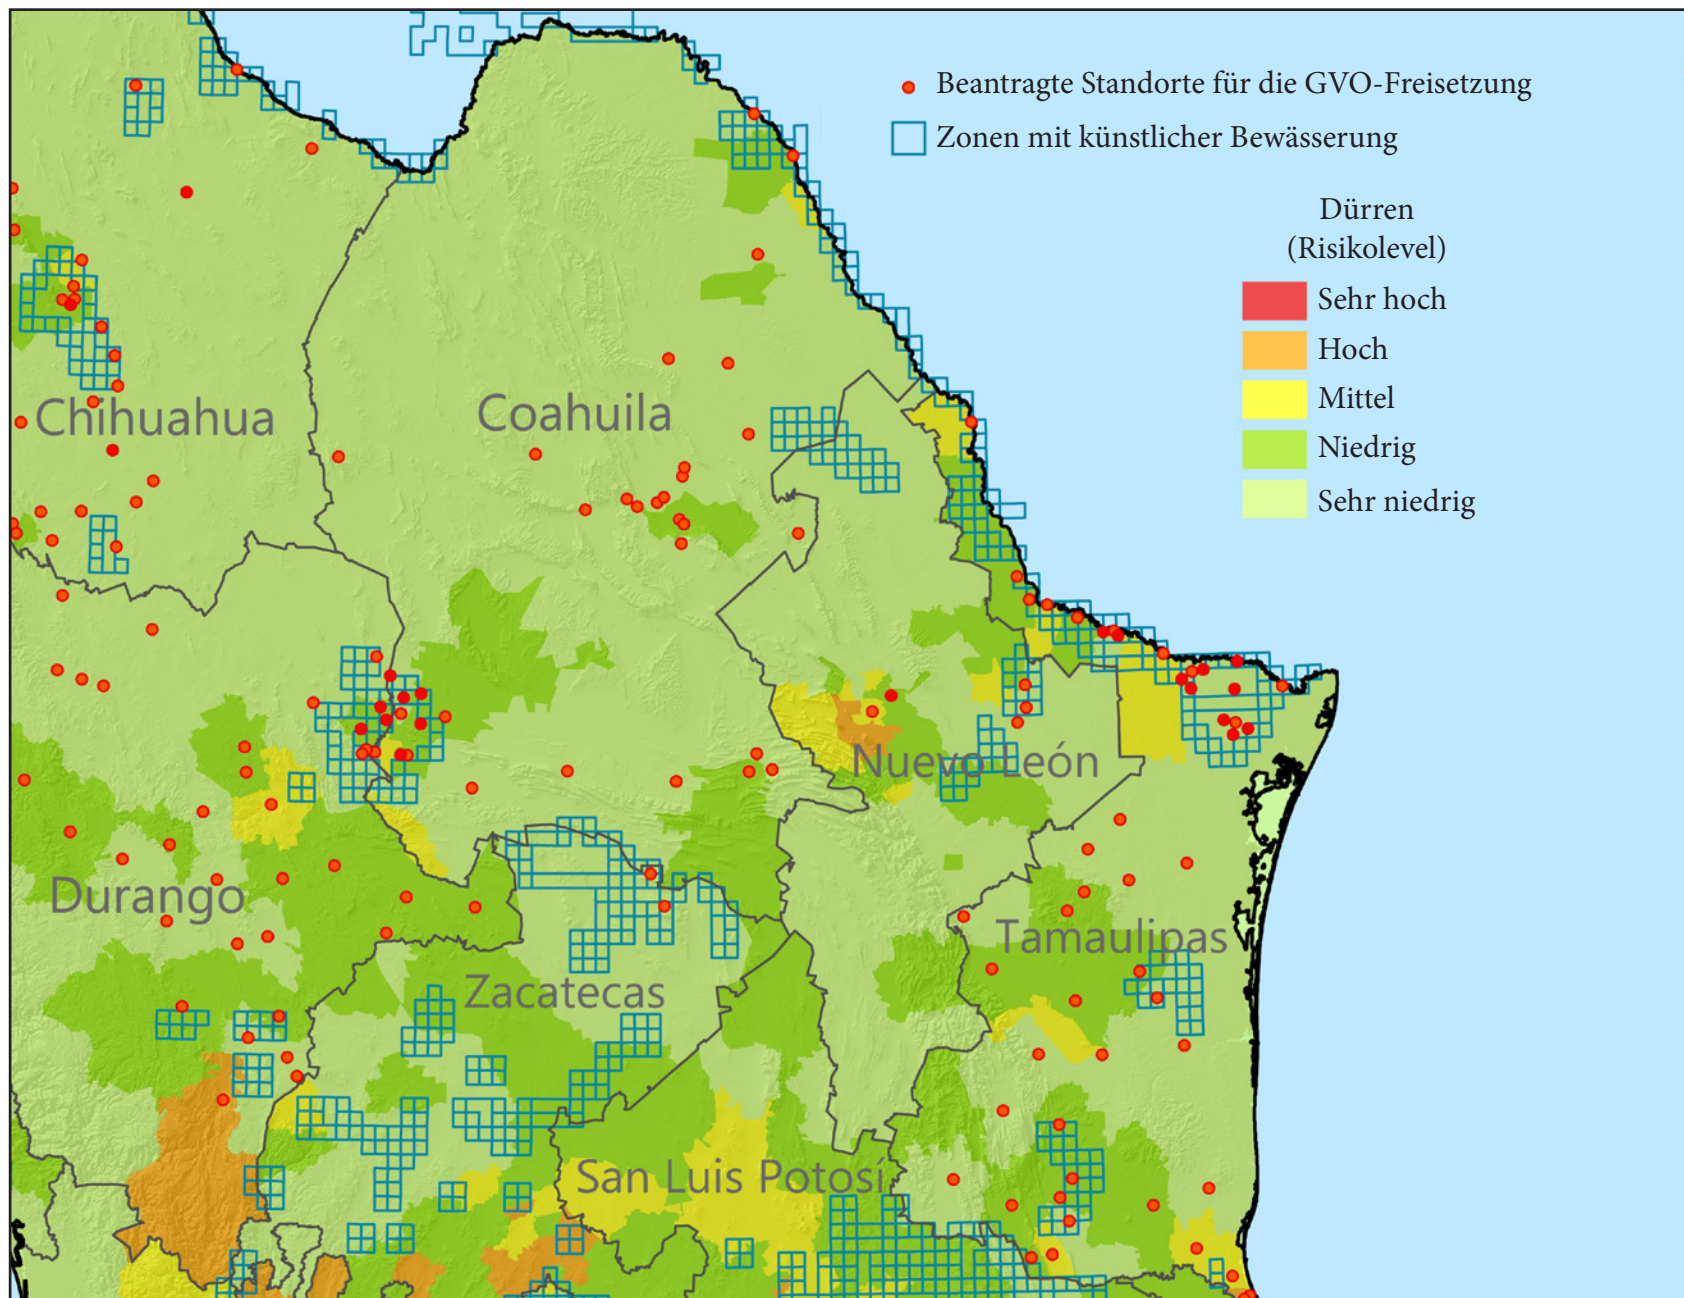 Beantragte Standorte für die GVO-Freisetzung
Zonen mit künstlicher Bewässerung
Dürren
(Risikolevel)
Sehr hoch
Hoch
Mittel
Niedrig
Sehr niedrig
Chihuahua
Coahuila
Nuevo León
Durango
Tamaulipas
Zacatecas
San Luis Potosí